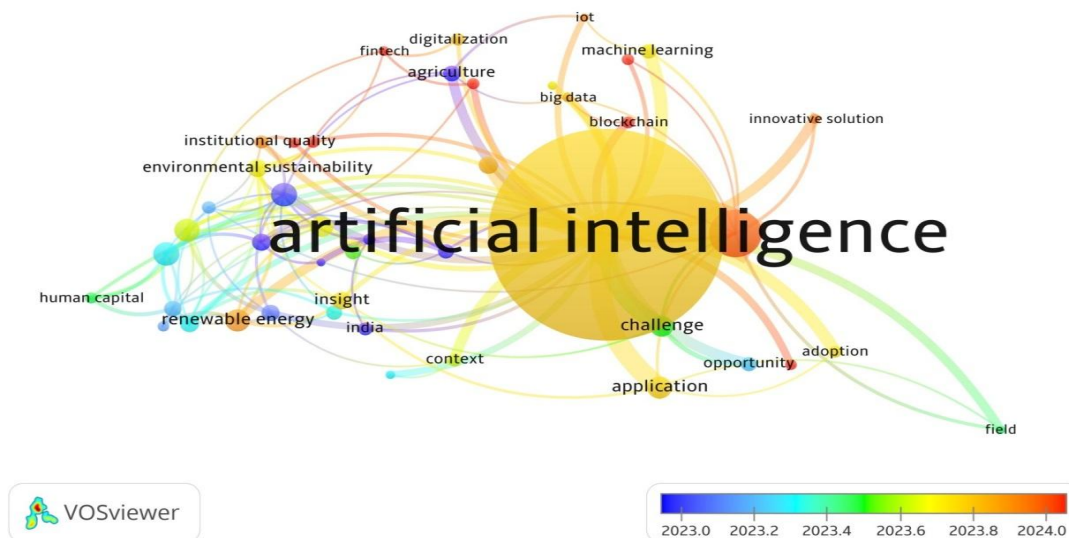 iot
digitalization
fintech
machine learning
agriculture
big data
blockchain
innovative solution
institutional quality
environmental sustainability
artificial intelligence
human capital
insight
renewable energy
india
challenge
context
opportunity
adoption
application
field
VOSviewer
2023.0 2023.2 2023.4 2023.6 2023.8 2024.0